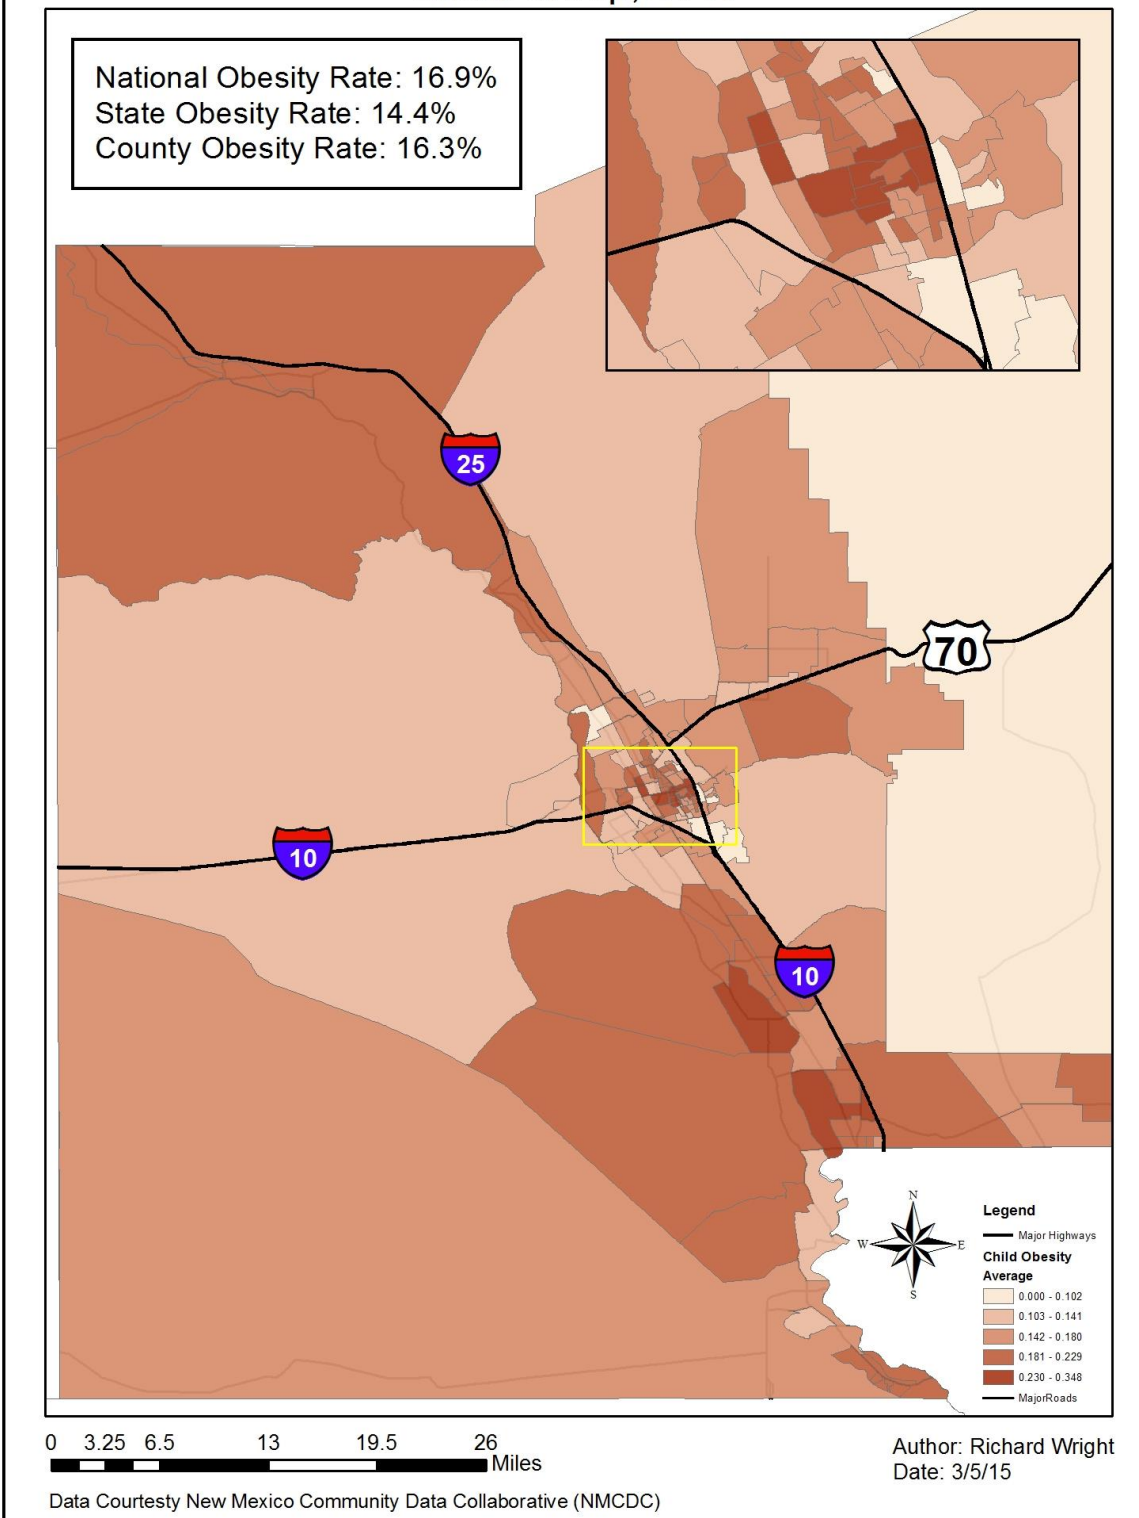 National Obesity Rate: 16.9%
State Obesity Rate: 14.4%
County Obesity Rate: 16.3%
25
70
10
10
N
W
E
S
Legend
Major Highways
Child Obesity
Average
0.000 - 0.102
0.103 - 0.141
0.142 - 0.180
0.181 - 0.229
0.230 - 0.348
MajorRoads
0 3.25 6.5 13 19.5 26
Miles
Author: Richard Wright
Date: 3/5/15
Data Courtesty New Mexico Community Data Collaborative (NMCDC)